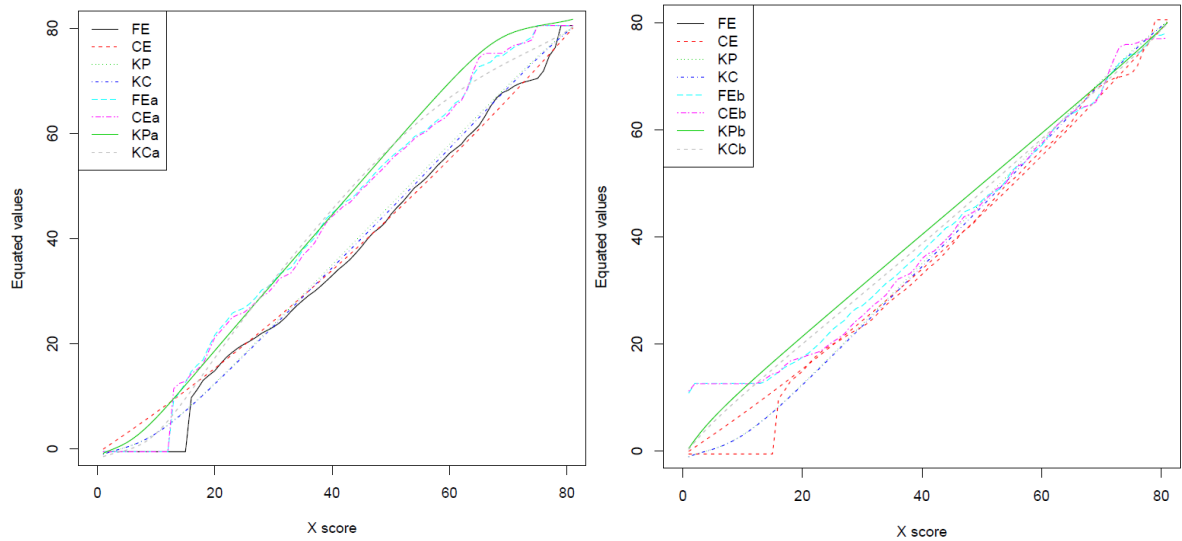 FE
CE
KP
KC
FEa
CEa
KPa
KCa
Equated values
80
60
40
20
0
0 20 40 60 80
X score
FE
CE
KP
KC
FEb
CEb
KPb
KCb
Equated values
80
60
40
20
0
0 20 40 60 80
X score